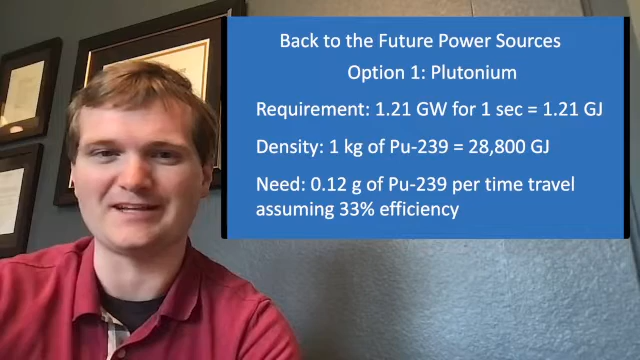 Back to the Future Power Sources
Option 1: Plutonium
Requirement: 1.21 GW for 1 sec = 1.21 GJ
Density: 1 kg of Pu-239 = 28,800 GJ
Need: 0.12 g of Pu-239 per time travel
assuming 33% efficiency